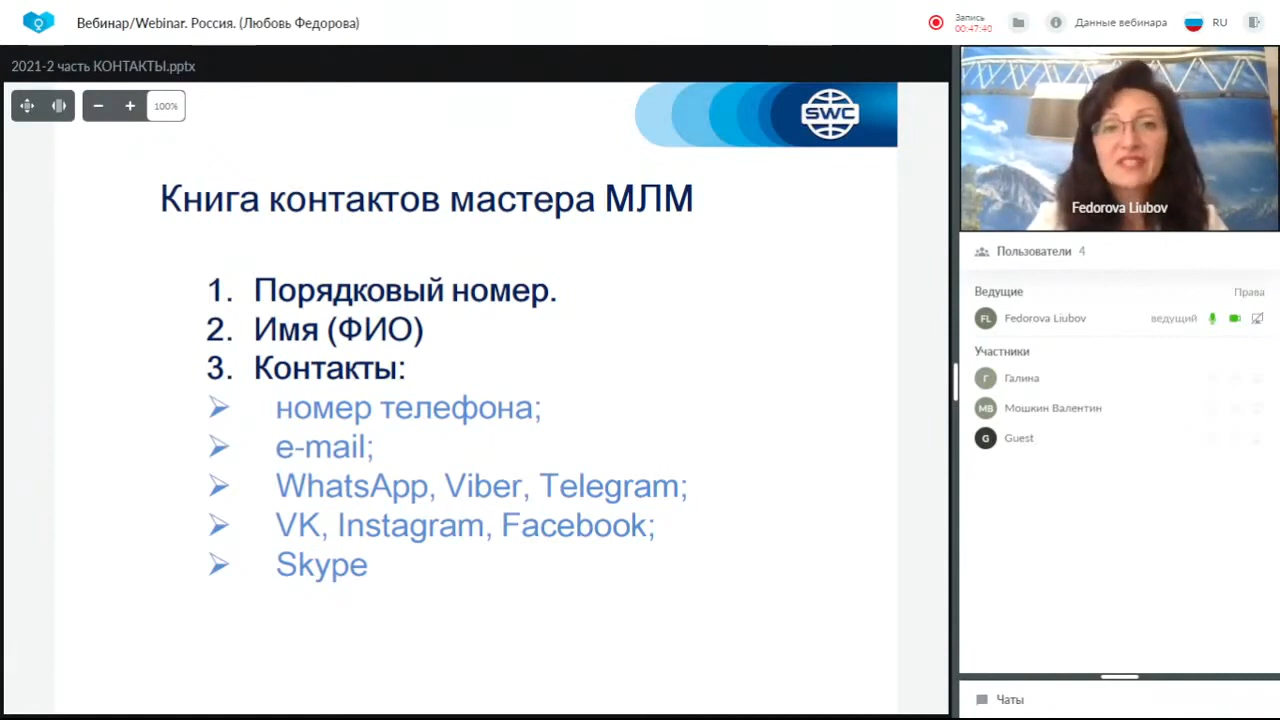 Вебинар/Webinar. Россия. (Любовь Федорова)
Запись
00:47:40
Данные вебинара
RU
2021-2 часть КОНТАКТЫ.pptx
100%
SWC
Книга контактов мастера МЛМ
1. Порядковый номер.
2. Имя (ФИО)
3. Контакты:
номер телефона;
e-mail;
WhatsApp, Viber, Telegram;
VK, Instagram, Facebook;
Skype
Fedorova Liubov
Пользователи 4
Ведущие Права
FL Fedorova Liubov ведущий
Участники
Г Галина
МВ Мошкин Валентин
G Guest
Чаты